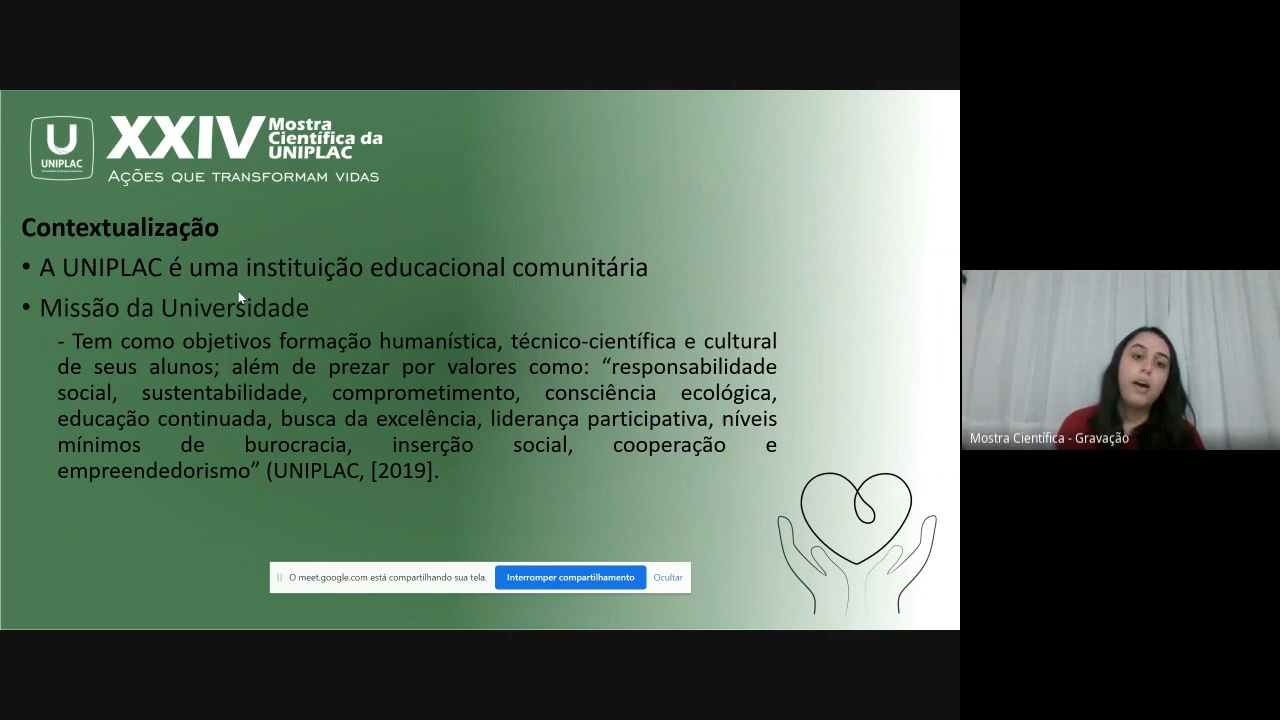 U
UNIPLAC
XXIV Mostra
Científica da
UNIPLAC
AÇÕES QUE TRANSFORMAM VIDAS
Contextualização
• A UNIPLAC é uma instituição educacional comunitária
• Missão da Universidade
- Tem como objetivos formação humanística, técnico-científica e cultural
de seus alunos; além de prezar por valores como: “responsabilidade
social, sustentabilidade, comprometimento, consciência ecológica,
educação continuada, busca da excelência, liderança participativa, níveis
mínimos de burocracia, inserção social, cooperação e
empreendedorismo” (UNIPLAC, [2019].
O meet.google.com está compartilhando sua tela. Interromper compartilhamento Ocultar
Mostra Científica - Gravação